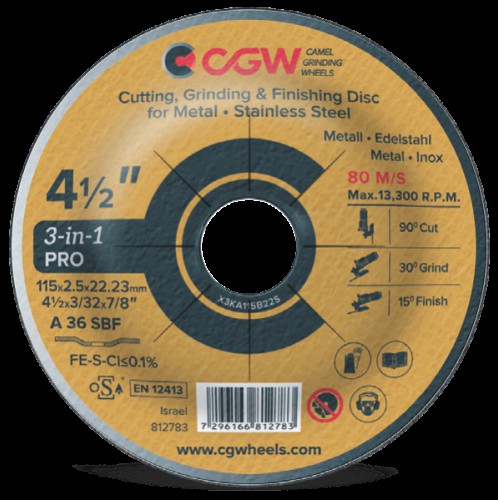 CGW
CAMEL
GRINDING
WHEELS
Cutting, Grinding & Finishing Disc
for Metal • Stainless Steel
Metall • Edelstahl
Metal • Inox
80 M/S
Max.13,300 R.P.M.
4½"
3-in-1
PRO
115x2.5x22.23mm
4½x3/32x7/8"
A 36 SBF
FE-S-Cl≤0.1%
90° Cut
30° Grind
15° Finish
X3KA115B22S
oSa
EN 12413
Israel
812783
7 296166 812783
www.cgwheels.com